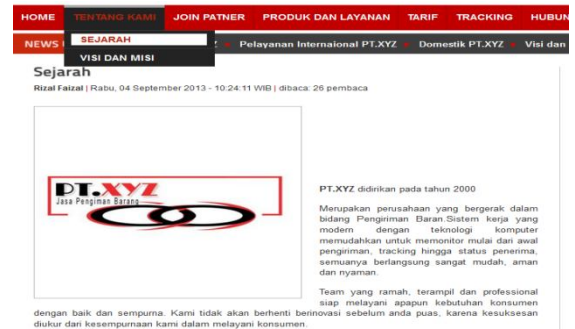 HOME TENTANG KAMI JOIN PATNER PRODUK DAN LAYANAN TARIF TRACKING HUBUN
SEJARAH
NEWS Z Pelayanan Internaional PT.XYZ Domestik PT.XYZ Visi dan
VISI DAN MISI
Sejarah
Rizal Faizal | Rabu, 04 September 2013 - 10:24:11 WIB | dibaca: 26 pembaca
PT.XYZ
Jasa Pengiman Barang
PT.XYZ didirikan pada tahun 2000
Merupakan perusahaan yang bergerak dalam
bidang Pengiriman Baran.Sistem kerja yang
modern dengan teknologi komputer
memudahkan untuk memonitor mulai dari awal
pengiriman, tracking hingga status penerima,
semuanya berlangsung sangat mudah, aman
dan nyaman.
Team yang ramah, terampil dan professional
siap melayani apapun kebutuhan konsumen
dengan baik dan sempurna. Kami tidak akan berhenti berinovasi sebelum anda puas, karena kesuksesan
diukur dari kesempurnaan kami dalam melayani konsumen.